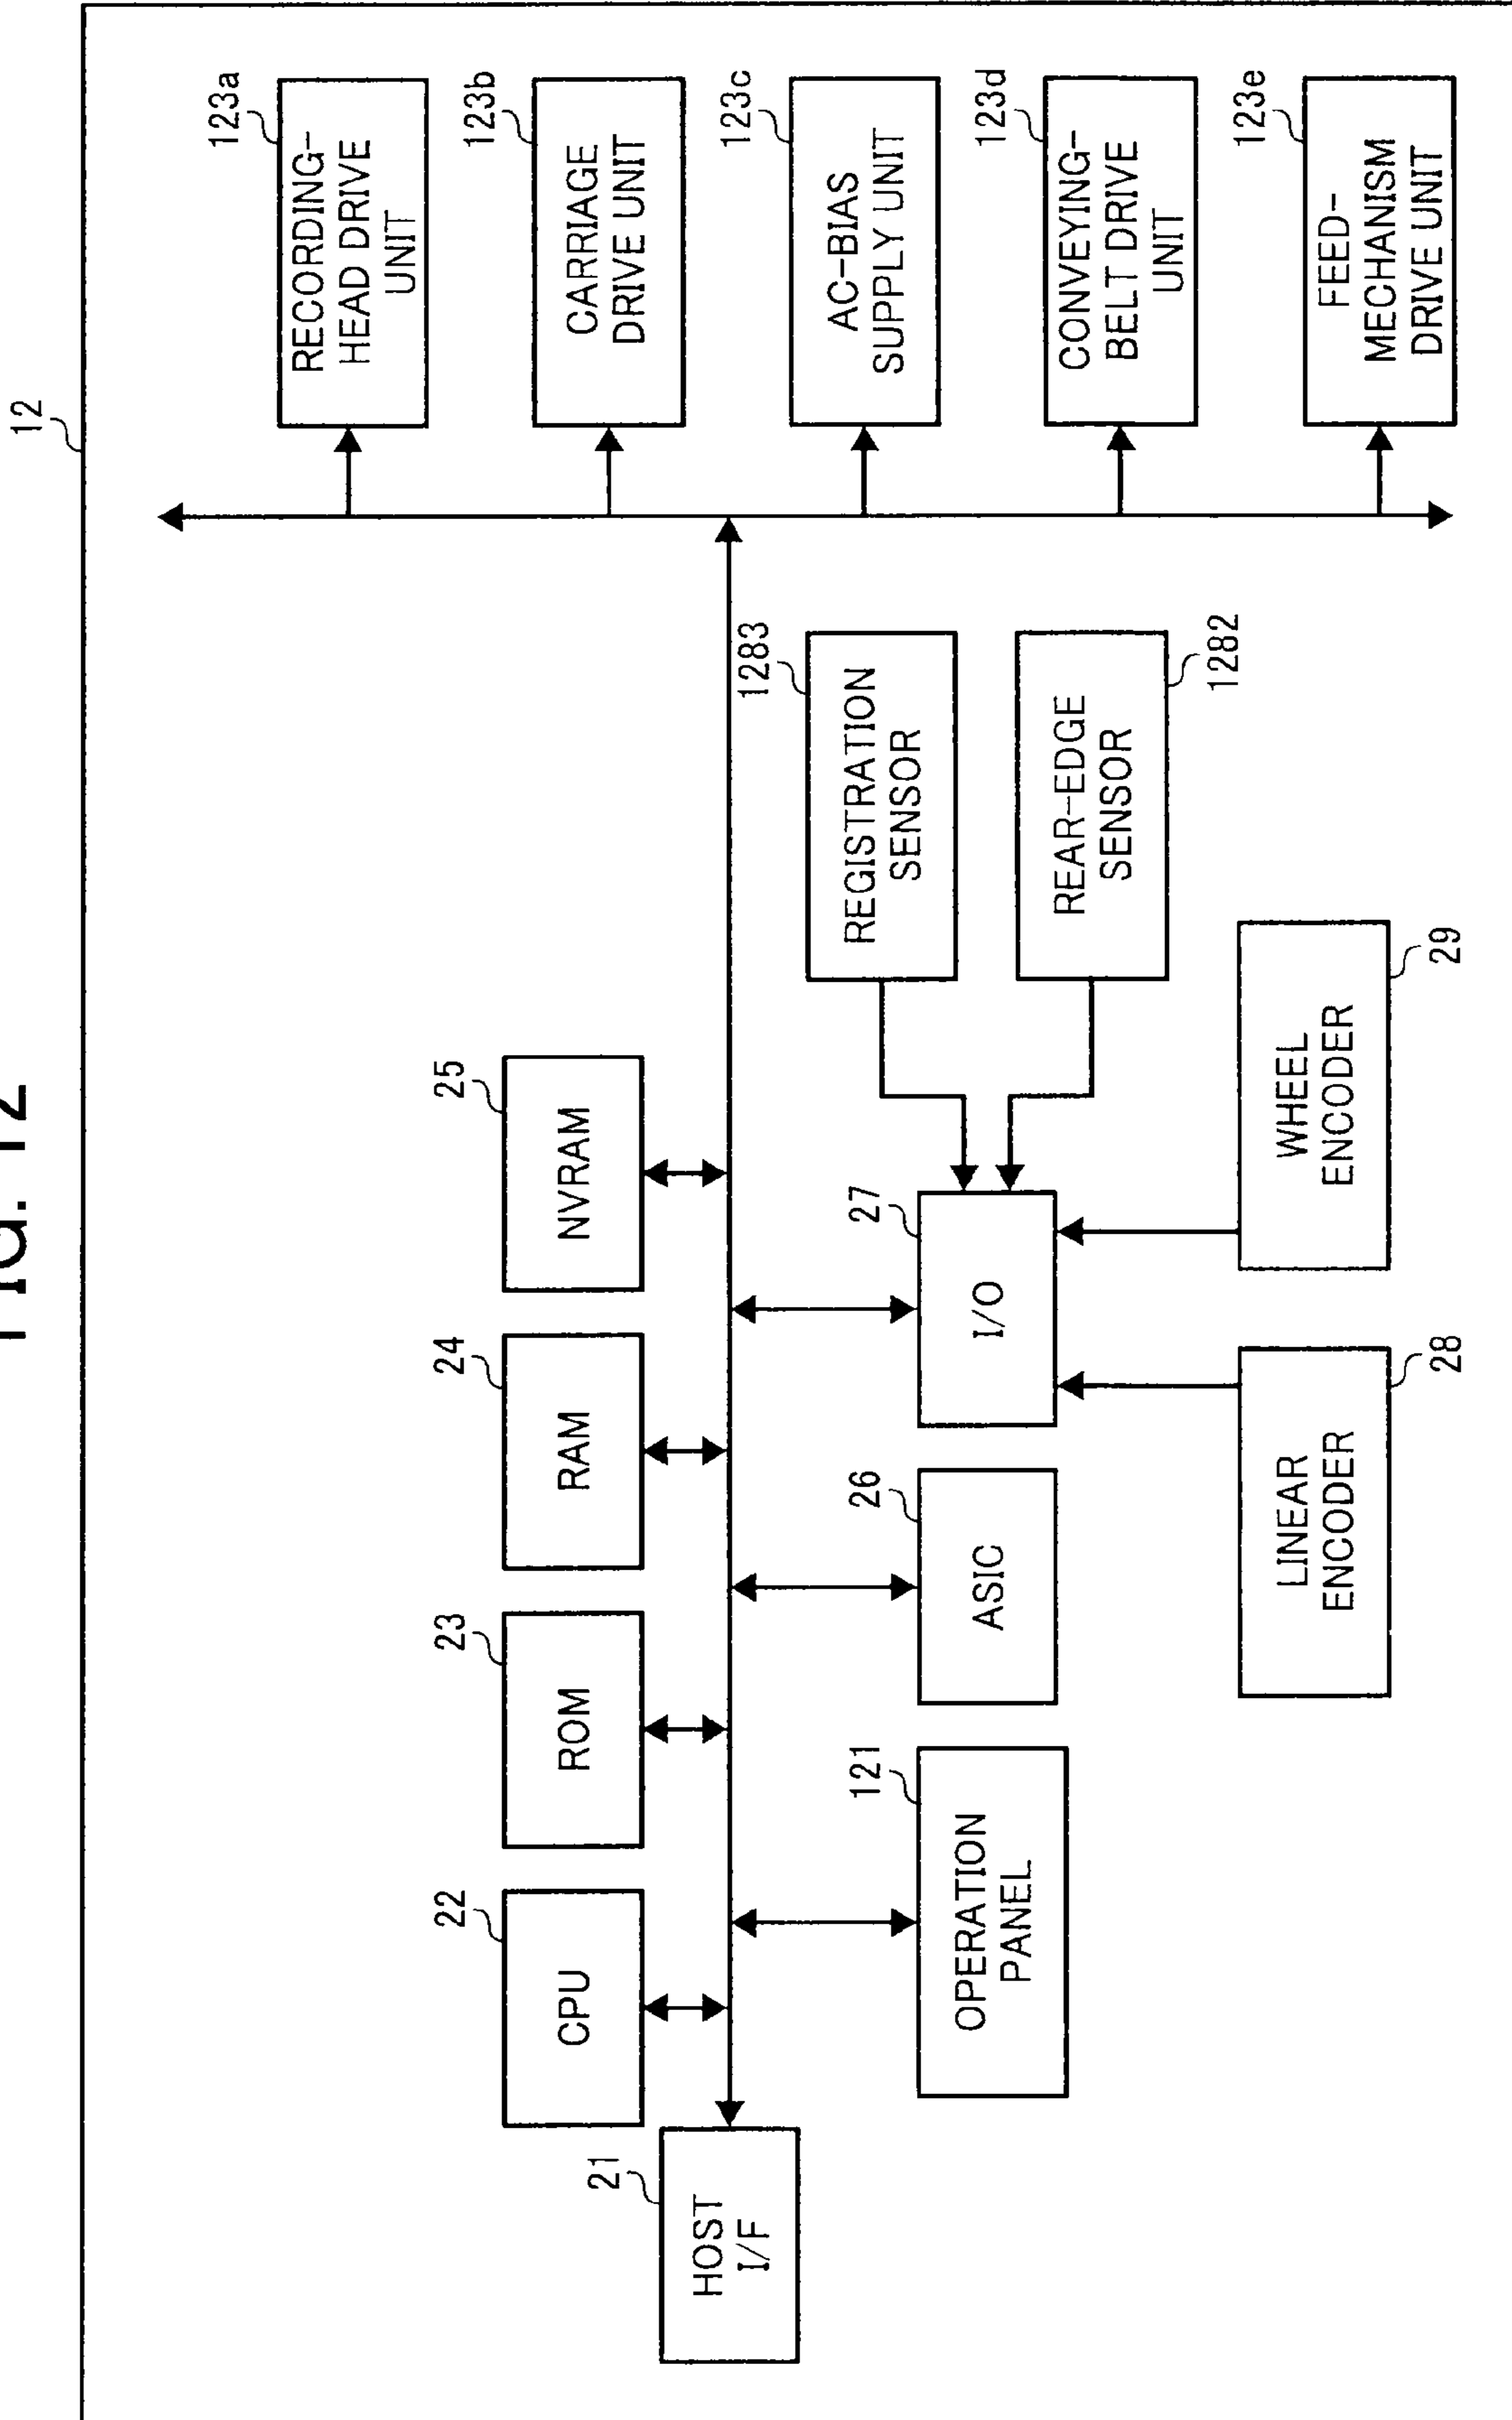 FIG. 12
12
21
HOST
I/F
22
CPU
23
ROM
24
RAM
25
NVRAM
121
OPERATION
PANEL
26
ASIC
27
I/O
1283
REGISTRATION
SENSOR
REAR-EDGE
SENSOR
1282
LINEAR
ENCODER
28
WHEEL
ENCODER
29
123a
RECORDING-
HEAD DRIVE
UNIT
123b
CARRIAGE
DRIVE UNIT
123c
AC-BIAS
SUPPLY UNIT
123d
CONVEYING-
BELT DRIVE
UNIT
123e
FEED-
MECHANISM
DRIVE UNIT